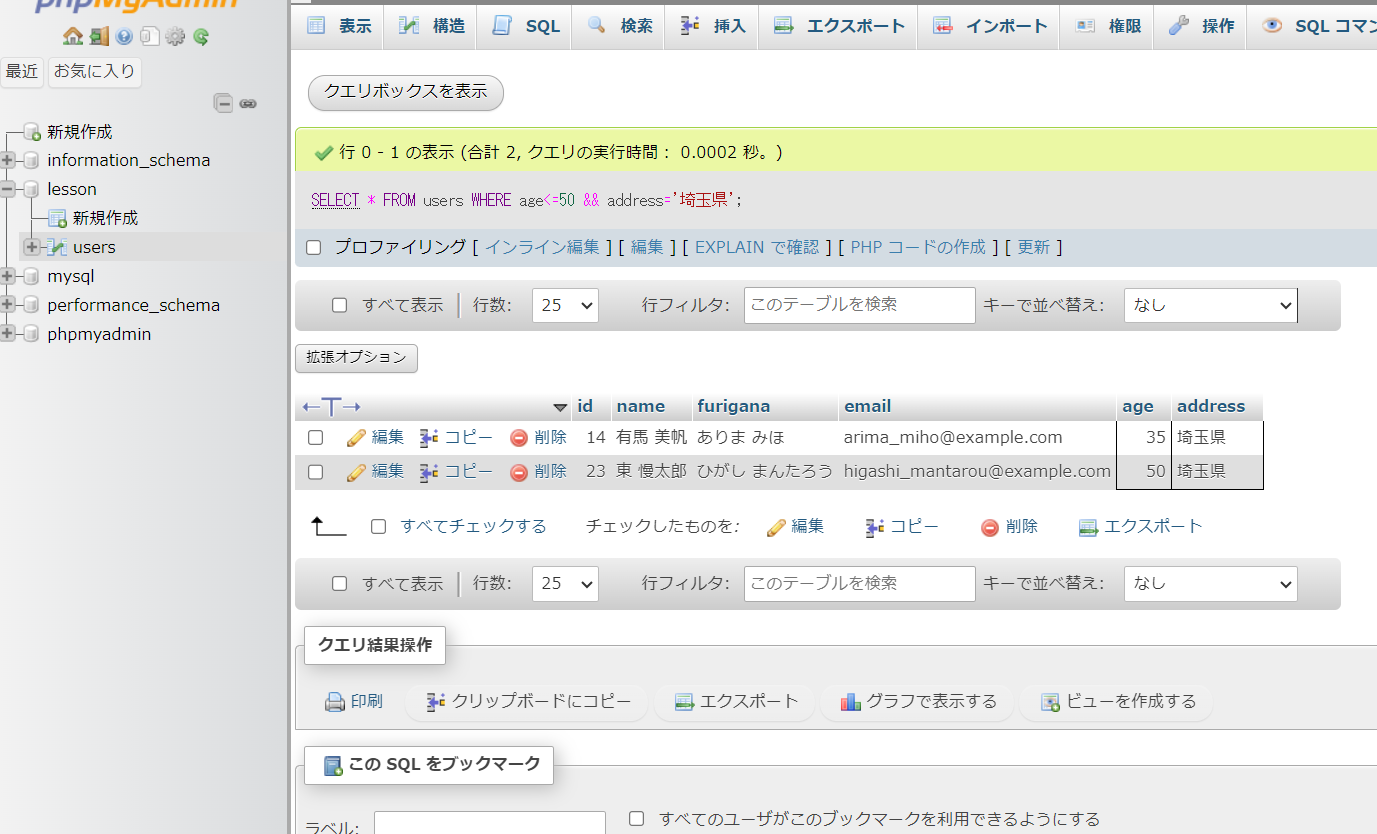 phpMyAdmin
最近 お気に入り
新規作成
information_schema
lesson
新規作成
users
mysql
performance_schema
phpmyadmin
表示 構造 SQL 検索 挿入 エクスポート インポート 権限 操作 SQL コマン
クエリボックスを表示
行 0 - 1 の表示 (合計 2, クエリの実行時間： 0.0002 秒。)
SELECT * FROM users WHERE age<=50 && address='埼玉県';
プロファイリング [ インライン編集 ] [ 編集 ] [ EXPLAIN で確認 ] [ PHP コードの作成 ] [ 更新 ]
すべて表示 行数: 25 行フィルタ: このテーブルを検索 キーで並べ替え: なし
拡張オプション
←T→ id name furigana email age address
編集 コピー 削除 14 有馬 美帆 ありま みほ arima_miho@example.com 35 埼玉県
編集 コピー 削除 23 東 慢太郎 ひがし まんたろう higashi_mantarou@example.com 50 埼玉県
すべてチェックする チェックしたものを: 編集 コピー 削除 エクスポート
すべて表示 行数: 25 行フィルタ: このテーブルを検索 キーで並べ替え: なし
クエリ結果操作
印刷 クリップボードにコピー エクスポート グラフで表示する ビューを作成する
この SQL をブックマーク
ラベル: すべてのユーザがこのブックマークを利用できるようにする